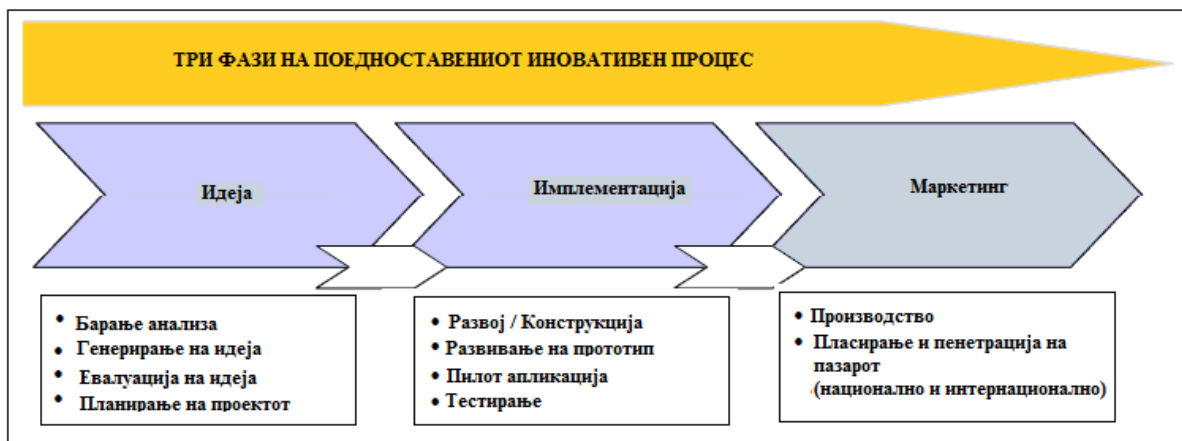 ТРИ ФАЗИ НА ПОЕДНОСТАВЕНИОТ ИНОВАТИВЕН ПРОЦЕС
Идеја
Имплементација
Маркетинг
• Барање анализа
• Генерирање на идеја
• Евалуација на идеја
• Планирање на проектот
• Развој / Конструкција
• Развивање на прототип
• Пилот апликација
• Тестирање
• Производство
• Пласирање и пенетрација на
пазарот
(национално и интернационално)